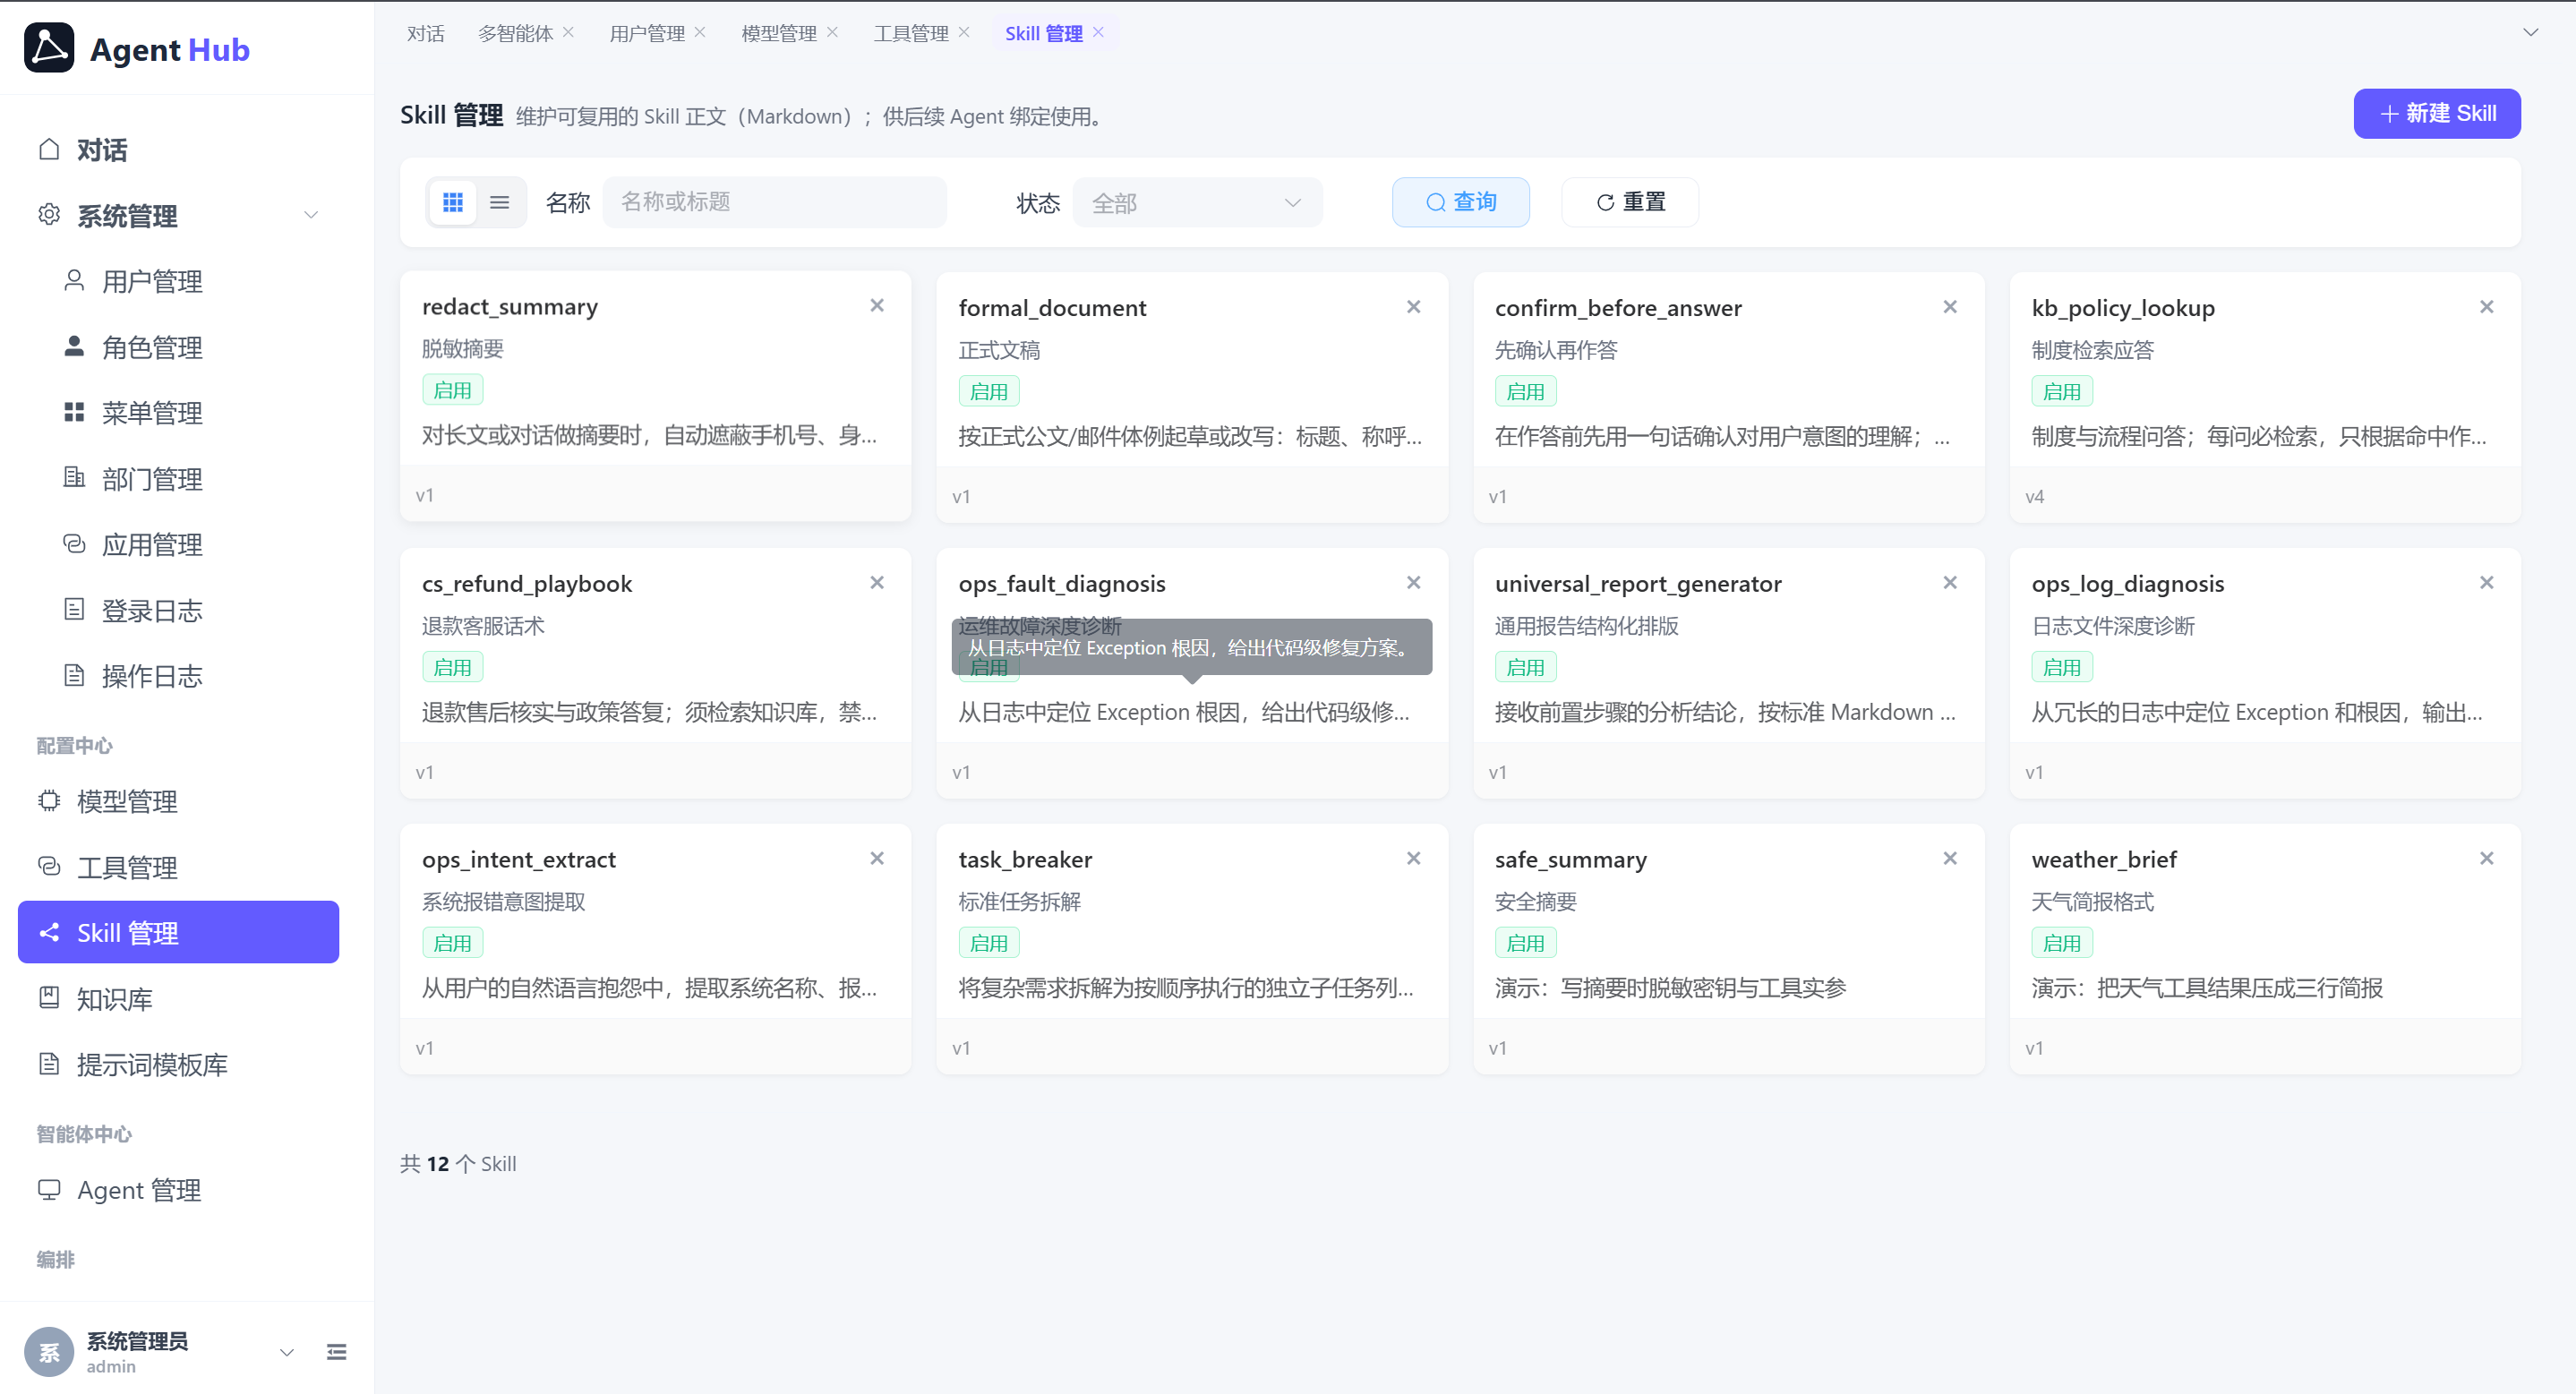 Agent Hub
对话
系统管理
用户管理
角色管理
菜单管理
部门管理
应用管理
登录日志
操作日志
配置中心
模型管理
工具管理
Skill 管理
知识库
提示词模板库
智能体中心
Agent 管理
编排
系
系统管理员
admin
对话 多智能体 用户管理 模型管理 工具管理 Skill 管理
Skill 管理 维护可复用的 Skill 正文（Markdown）；供后续 Agent 绑定使用。
新建 Skill
名称 名称或标题 状态 全部 查询 重置
redact_summary
脱敏摘要
启用
对长文或对话做摘要时，自动遮蔽手机号、身...
v1
formal_document
正式文稿
启用
按正式公文/邮件体例起草或改写：标题、称呼...
v1
confirm_before_answer
先确认再作答
启用
在作答前先用一句话确认对用户意图的理解；...
v1
kb_policy_lookup
制度检索应答
启用
制度与流程问答；每问必检索，只根据命中作...
v4
cs_refund_playbook
退款客服话术
启用
退款售后核实与政策答复；须检索知识库，禁...
v1
ops_fault_diagnosis
运维故障深度诊断
从日志中定位 Exception 根因，给出代码级修复方案。
启用
从日志中定位 Exception 根因，给出代码级修...
v1
universal_report_generator
通用报告结构化排版
启用
接收前置步骤的分析结论，按标准 Markdown ...
v1
ops_log_diagnosis
日志文件深度诊断
启用
从冗长的日志中定位 Exception 和根因，输出...
v1
ops_intent_extract
系统报错意图提取
启用
从用户的自然语言抱怨中，提取系统名称、报...
v1
task_breaker
标准任务拆解
启用
将复杂需求拆解为按顺序执行的独立子任务列...
v1
safe_summary
安全摘要
启用
演示：写摘要时脱敏密钥与工具实参
v1
weather_brief
天气简报格式
启用
演示：把天气工具结果压成三行简报
v1
共 12 个 Skill